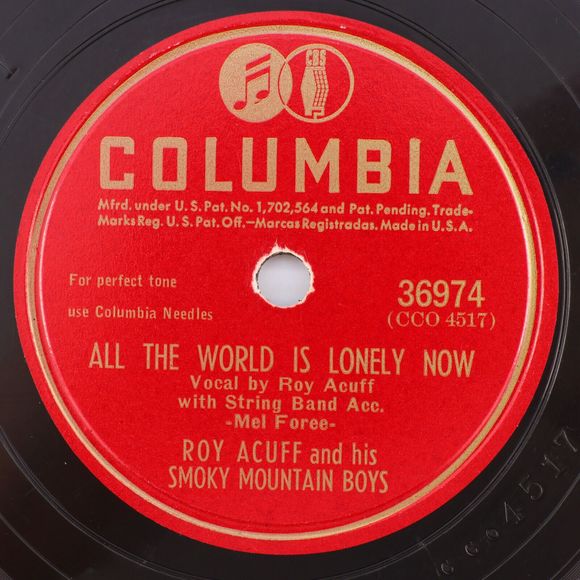 CBS
COLUMBIA
Mfrd. under U. S. Pat. No. 1,702,564 and Pat. Pending. Trade-
Marks Reg. U. S. Pat. Off.—Marcas Registradas. Made in U. S. A.
For perfect tone
use Columbia Needles
36974
(CCO 4517)
ALL THE WORLD IS LONELY NOW
Vocal by Roy Acuff
with String Band Acc.
-Mel Foree-
ROY ACUFF and his
SMOKY MOUNTAIN BOYS
CCO4517